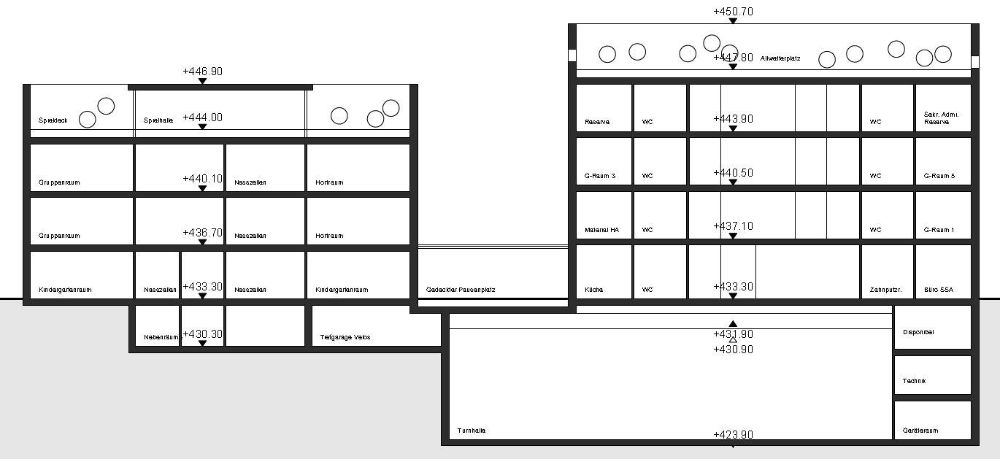 +450.70
+447.80 Allwetterplatz
+446.90
Spieldeck Spielhalle +444.00
+443.90
Reserve WC WC Sekr. Admi.
Reserve
+440.10
Gruppenraum Nasszellen Hortraum
+440.50
G-Raum 3 WC WC G-Raum 5
+436.70
Gruppenraum Nasszellen Hortraum
+437.10
Material HA WC WC G-Raum 1
+433.30 +433.30
Kindergartenraum Nasszellen Nasszellen Kindergartenraum Gedeckter Pausenplatz Küche WC Zahnputzr. Büro SSA
Nebenräume +430.30 Tiefgarage Velos
+431.90 Disponibel
+430.90
Technik
Turnhalle +423.90 Geräteraum